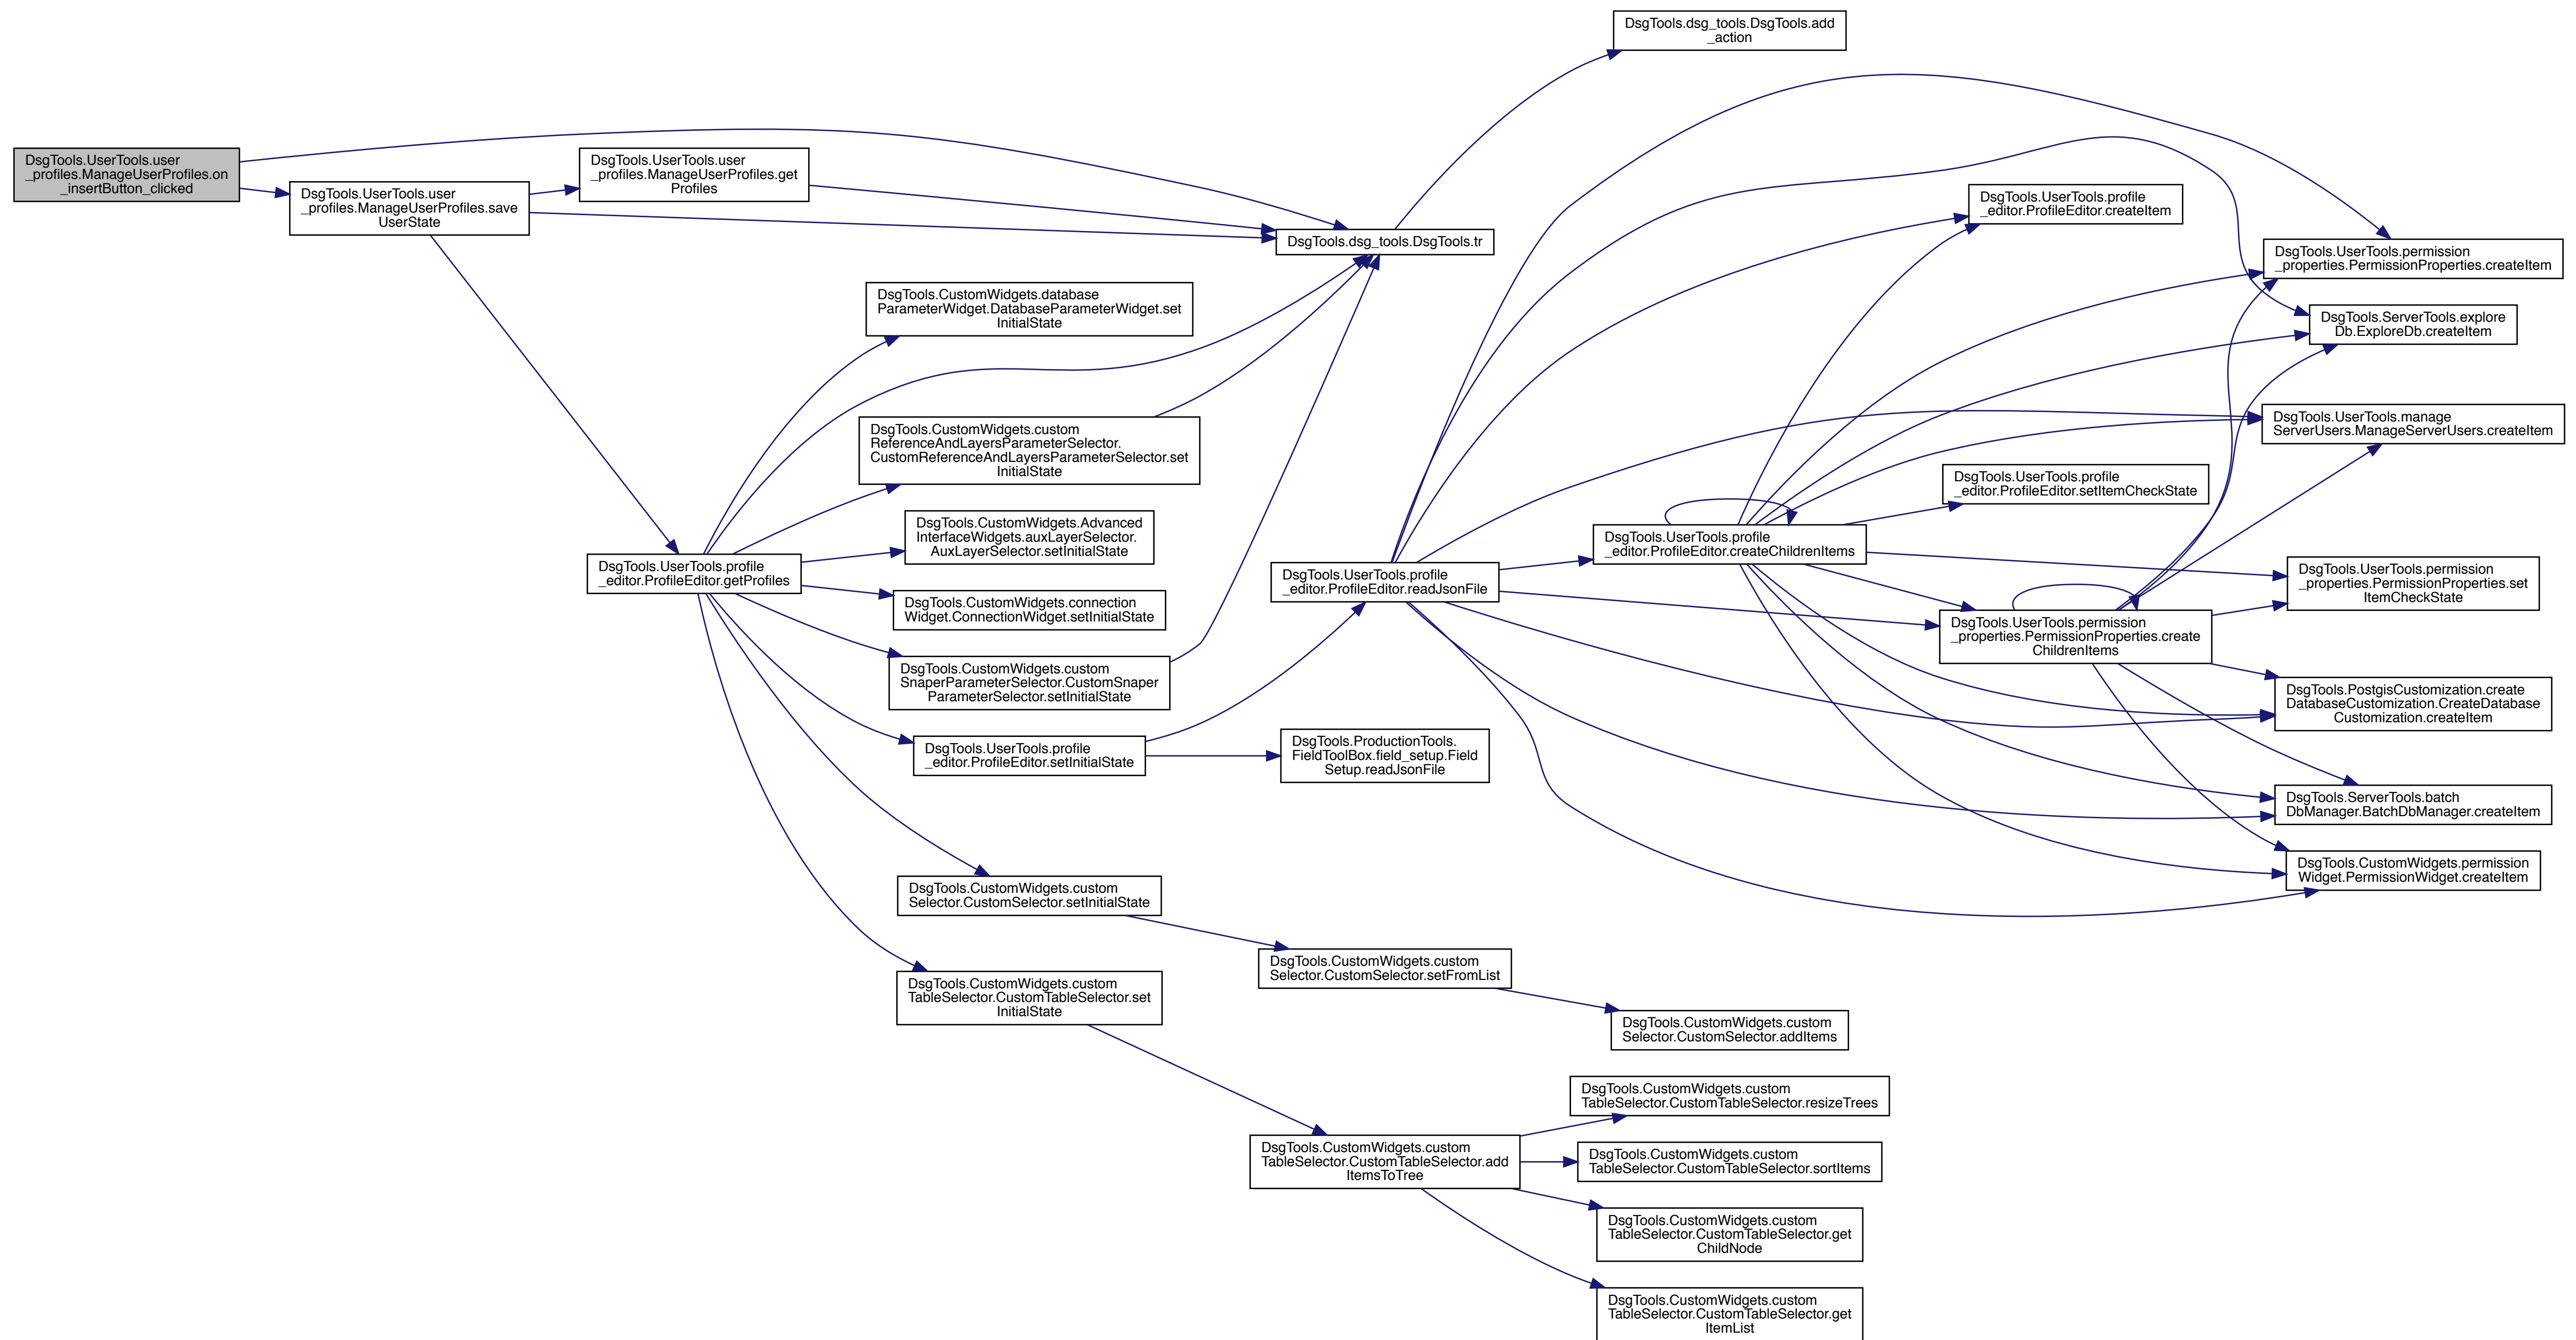 DsgTools.UserTools.user
_profiles.ManageUserProfiles.on
_insertButton_clicked
DsgTools.UserTools.user
_profiles.ManageUserProfiles.save
UserState
DsgTools.UserTools.user
_profiles.ManageUserProfiles.get
Profiles
DsgTools.UserTools.profile
_editor.ProfileEditor.getProfiles
DsgTools.CustomWidgets.database
ParameterWidget.DatabaseParameterWidget.set
InitialState
DsgTools.CustomWidgets.custom
ReferenceAndLayersParameterSelector.
CustomReferenceAndLayersParameterSelector.set
InitialState
DsgTools.CustomWidgets.Advanced
InterfaceWidgets.auxLayerSelector.
AuxLayerSelector.setInitialState
DsgTools.CustomWidgets.connection
Widget.ConnectionWidget.setInitialState
DsgTools.CustomWidgets.custom
SnaperParameterSelector.CustomSnaper
ParameterSelector.setInitialState
DsgTools.UserTools.profile
_editor.ProfileEditor.setInitialState
DsgTools.CustomWidgets.custom
Selector.CustomSelector.setInitialState
DsgTools.CustomWidgets.custom
TableSelector.CustomTableSelector.set
InitialState
DsgTools.dsg_tools.DsgTools.tr
DsgTools.UserTools.profile
_editor.ProfileEditor.readJsonFile
DsgTools.ProductionTools.
FieldToolBox.field_setup.Field
Setup.readJsonFile
DsgTools.CustomWidgets.custom
Selector.CustomSelector.setFromList
DsgTools.CustomWidgets.custom
TableSelector.CustomTableSelector.add
ItemsToTree
DsgTools.dsg_tools.DsgTools.add
_action
DsgTools.UserTools.profile
_editor.ProfileEditor.createChildrenItems
DsgTools.CustomWidgets.custom
Selector.CustomSelector.addItems
DsgTools.CustomWidgets.custom
TableSelector.CustomTableSelector.resizeTrees
DsgTools.CustomWidgets.custom
TableSelector.CustomTableSelector.sortItems
DsgTools.CustomWidgets.custom
TableSelector.CustomTableSelector.get
ChildNode
DsgTools.CustomWidgets.custom
TableSelector.CustomTableSelector.get
ItemList
DsgTools.UserTools.profile
_editor.ProfileEditor.createItem
DsgTools.UserTools.profile
_editor.ProfileEditor.setItemCheckState
DsgTools.UserTools.permission
_properties.PermissionProperties.create
ChildrenItems
DsgTools.UserTools.permission
_properties.PermissionProperties.createItem
DsgTools.ServerTools.explore
Db.ExploreDb.createItem
DsgTools.UserTools.manage
ServerUsers.ManageServerUsers.createItem
DsgTools.UserTools.permission
_properties.PermissionProperties.set
ItemCheckState
DsgTools.PostgisCustomization.create
DatabaseCustomization.CreateDatabase
Customization.createItem
DsgTools.ServerTools.batch
DbManager.BatchDbManager.createItem
DsgTools.CustomWidgets.permission
Widget.PermissionWidget.createItem